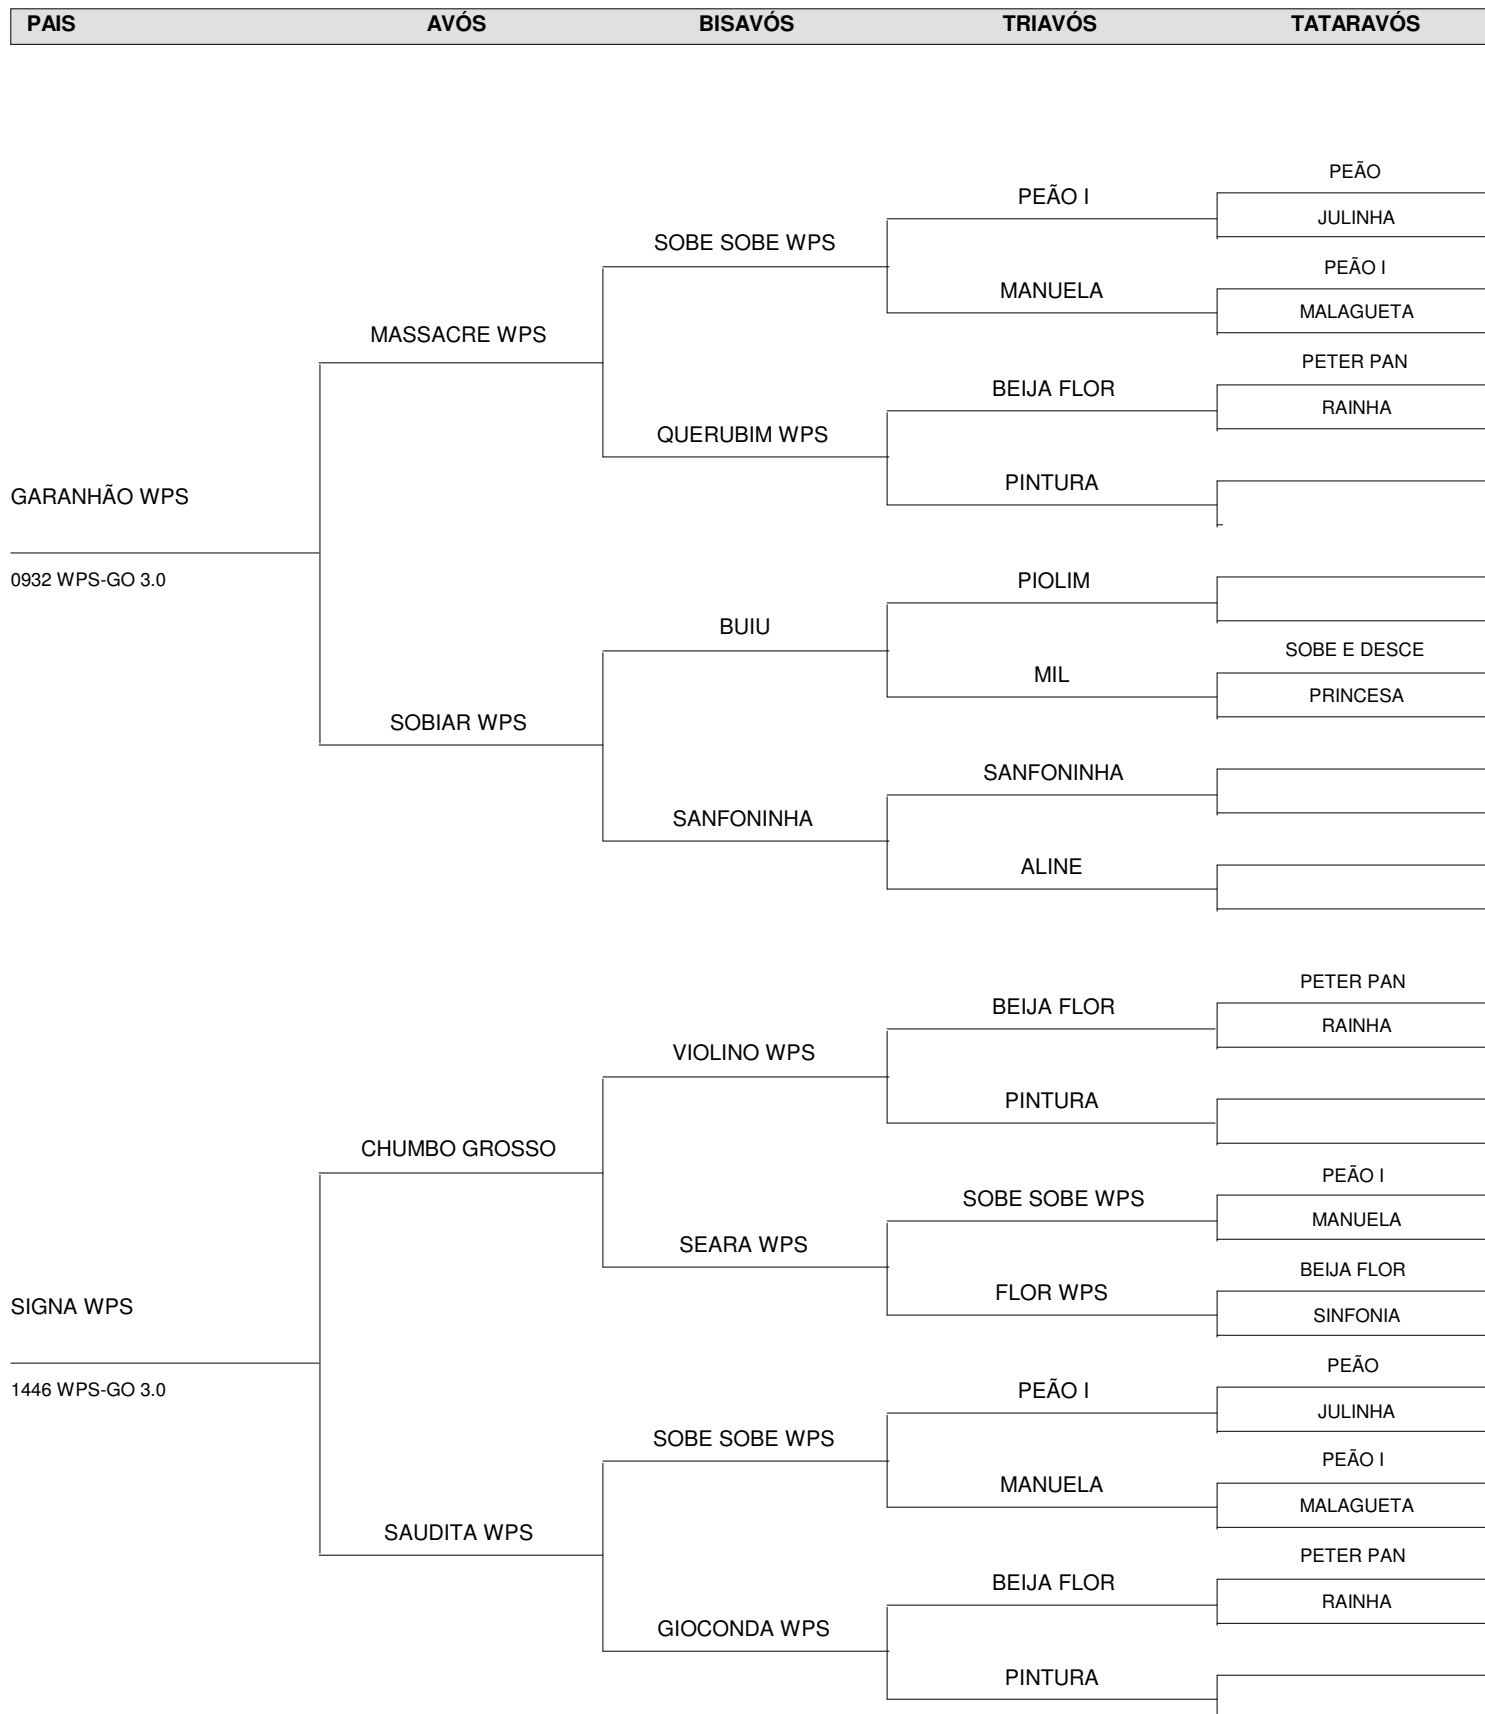 PAIS AVÓS BISAVÓS TRIAVÓS TATARAVÓS
PEÃO
PEÃO I
JULINHA
SOBE SOBE WPS
PEÃO I
MANUELA
MALAGUETA
MASSACRE WPS
PETER PAN
BEIJA FLOR
RAINHA
QUERUBIM WPS
PINTURA
GARANHÃO WPS
0932 WPS-GO 3.0
PIOLIM
BUIU
SOBE E DESCE
MIL
PRINCESA
SOBIAR WPS
SANFONINHA
SANFONINHA
ALINE
PETER PAN
BEIJA FLOR
RAINHA
VIOLINO WPS
PINTURA
CHUMBO GROSSO
PEÃO I
SOBE SOBE WPS
MANUELA
SEARA WPS
BEIJA FLOR
FLOR WPS
SIGNA WPS
SINFONIA
PEÃO
1446 WPS-GO 3.0
PEÃO I
JULINHA
SOBE SOBE WPS
PEÃO I
MANUELA
MALAGUETA
SAUDITA WPS
PETER PAN
BEIJA FLOR
RAINHA
GIOCONDA WPS
PINTURA